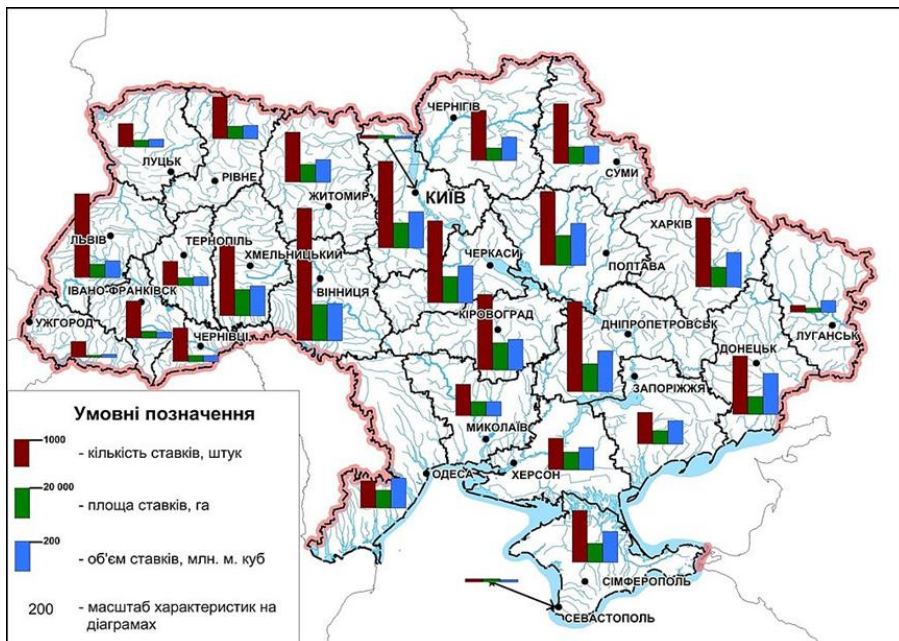 ЧЕРНІГІВ
СУМИ
ЛУЦЬК
РІВНЕ
ЖИТОМИР
КИЇВ
ХАРКІВ
ЛЬВІВ
ТЕРНОПІЛЬ
ХМЕЛЬНИЦЬКИЙ
ЧЕРКАСИ
ПОЛТАВА
ІВАНО-ФРАНКІВСК
ВІННИЦЯ
УЖГОРОД
КІРОВОГРАД
ДНІПРОПЕТРОВСЬК
ЛУГАНСЬК
ЧЕРНІВЦІ
ДОНЕЦЬК
ЗАПОРІЖЖЯ
МИКОЛАЇВ
ОДЕСА
ХЕРСОН
СІМФЕРОПОЛЬ
СЕВАСТОПОЛЬ
Умовні позначення
1000
- кількість ставків, штук
20 000
- площа ставків, га
200
- об'єм ставків, млн. м. куб
200 - масштаб характеристик на
діаграмах